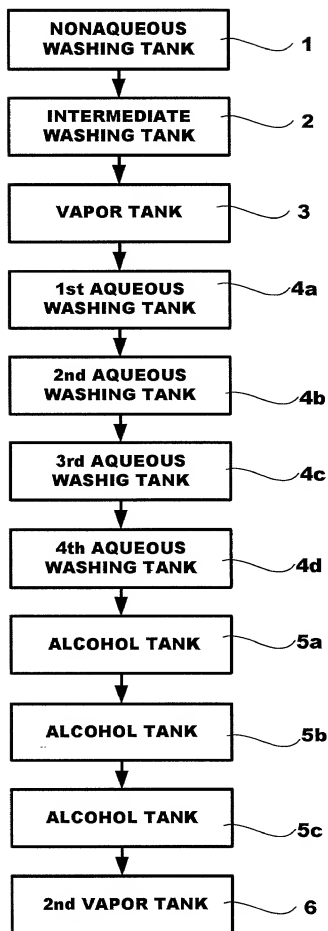 NONAQUEOUS
WASHING TANK
1
INTERMEDIATE
WASHING TANK
2
VAPOR TANK
3
1st AQUEOUS
WASHING TANK
4a
2nd AQUEOUS
WASHING TANK
4b
3rd AQUEOUS
WASHIG TANK
4c
4th AQUEOUS
WASHING TANK
4d
ALCOHOL TANK
5a
ALCOHOL TANK
5b
ALCOHOL TANK
5c
2nd VAPOR TANK
6